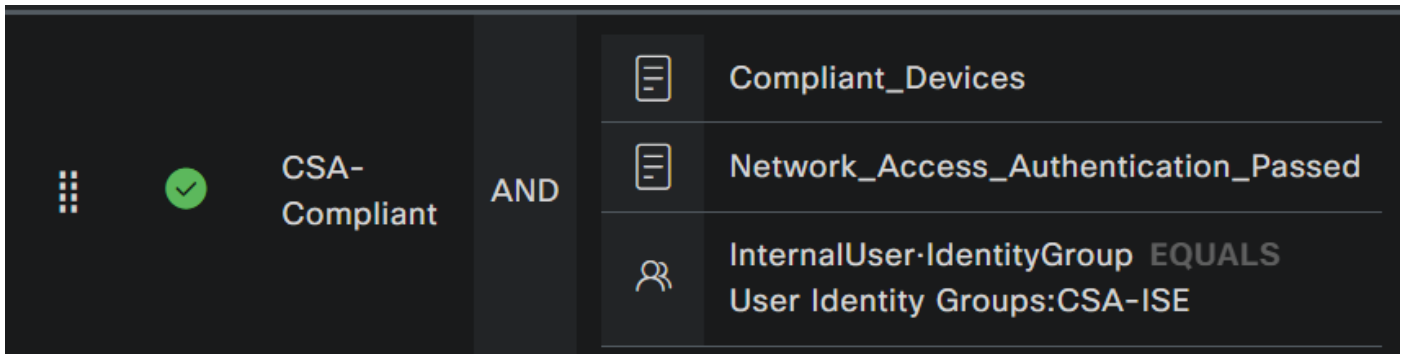 CSA-
Compliant
AND
Compliant_Devices
Network_Access_Authentication_Passed
InternalUser·IdentityGroup EQUALS
User Identity Groups:CSA-ISE